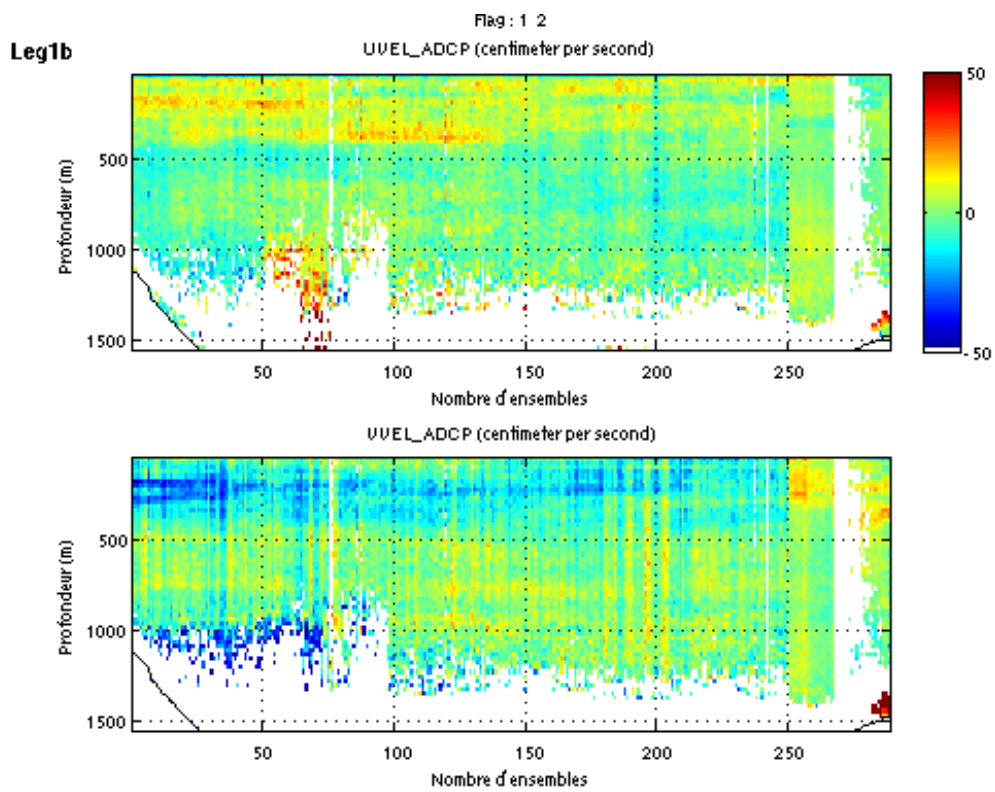 Flag : 1 2
Leg1b
UVEL_ADCP (centimeter per second)
Profondeur (m)
500
1000
1500
50
100
150
200
250
Nombre d'ensembles
50
0
-50
VVEL_ADCP (centimeter per second)
Profondeur (m)
500
1000
1500
50
100
150
200
250
Nombre d'ensembles